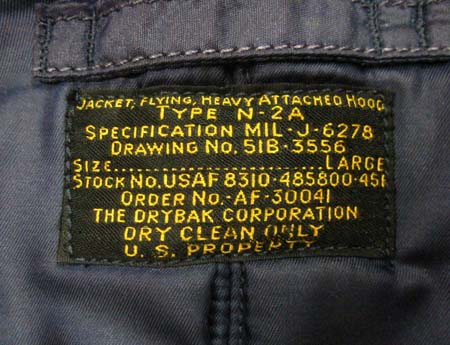 JACKET, FLYING, HEAVY ATTACHED HOOD
TYPE N-2A
SPECIFICATION MIL-J-6278
DRAWING NO. 51B-3556
SIZE......................LARGE
STOCK NO. USAF 8310-485800-451
ORDER NO.-AF-30041
THE DRYBAK CORPORATION
DRY CLEAN ONLY
U. S. PROPERTY